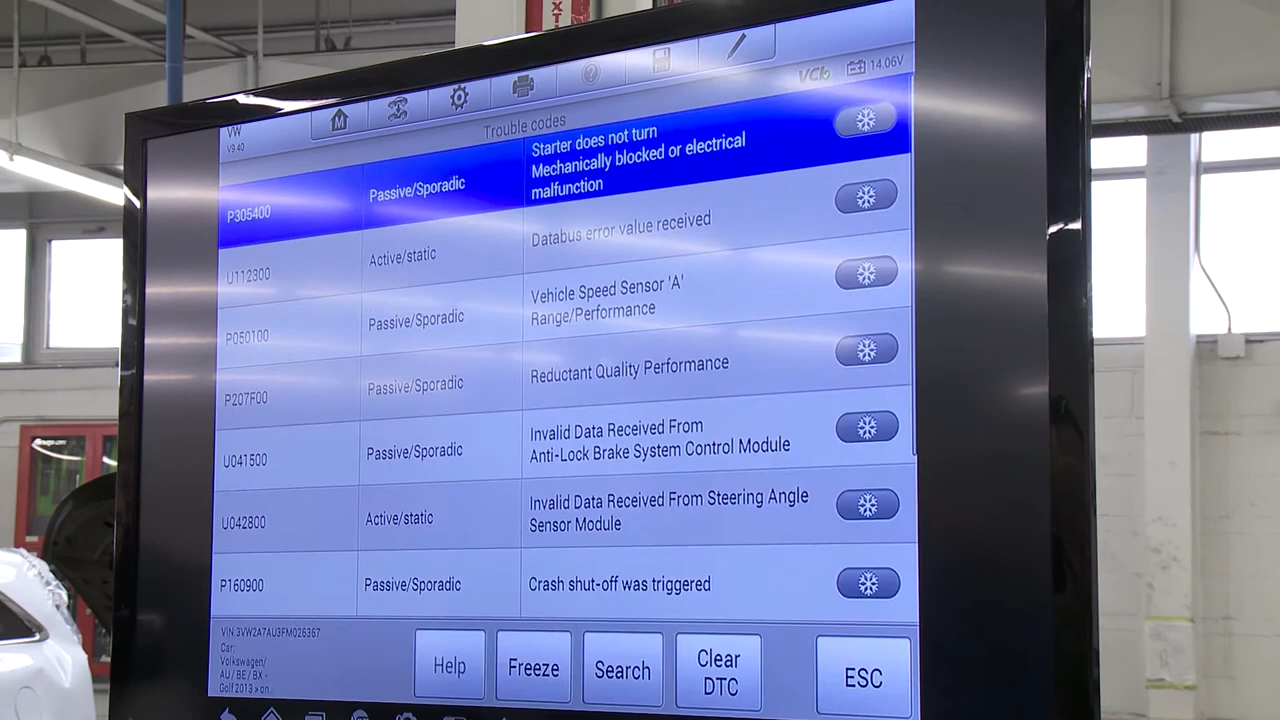 VW
V9.40
VCI
14.06V
Trouble codes
P305400
Passive/Sporadic
Starter does not turn
Mechanically blocked or electrical
malfunction
U112300
Active/static
Databus error value received
P050100
Passive/Sporadic
Vehicle Speed Sensor 'A'
Range/Performance
P207F00
Passive/Sporadic
Reductant Quality Performance
U041500
Passive/Sporadic
Invalid Data Received From
Anti-Lock Brake System Control Module
U042800
Active/static
Invalid Data Received From Steering Angle
Sensor Module
P160900
Passive/Sporadic
Crash shut-off was triggered
VIN:3VW2A7AU3FM026367
Car:
Volkswagen/
AU / BE / BX -
Golf 2013 > on...
Help
Freeze
Search
Clear
DTC
ESC